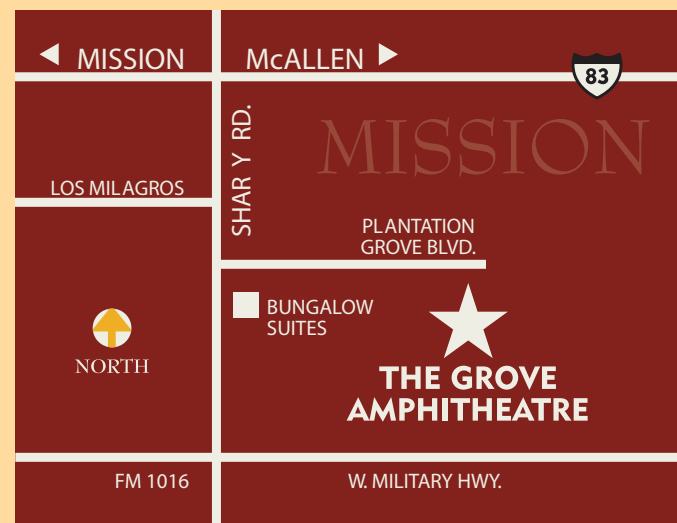 MISSION
McALLEN
83
SHAR Y RD.
MISSION
LOS MILAGROS
PLANTATION
GROVE BLVD.
BUNGALOW
SUITES
NORTH
THE GROVE
AMPHITHEATRE
FM 1016
W. MILITARY HWY.